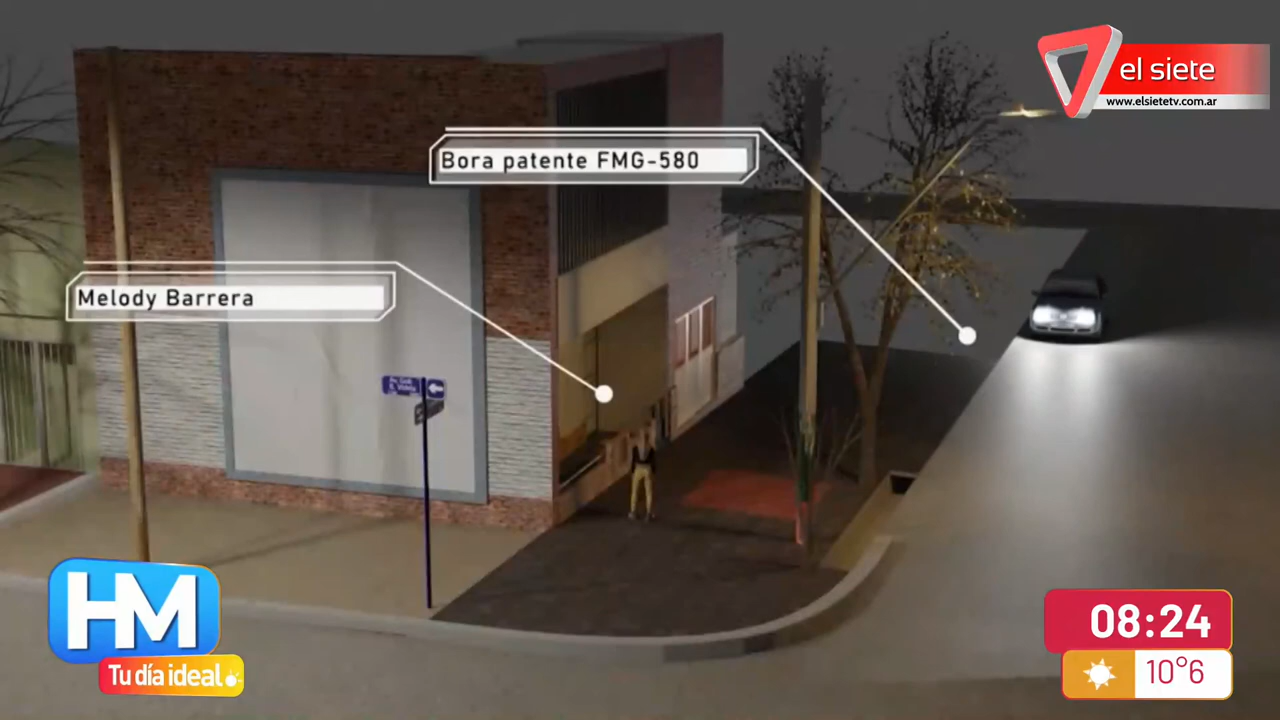 el siete
www.elsietetv.com.ar
Bora patente FMG-580
Melody Barrera
HM
Tu día ideal
08:24
10°6